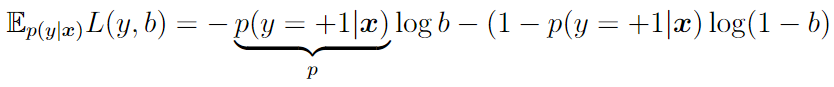 𝔼_{p(y|𝒙)}L(y, b) = − p(y = +1|𝒙) log b − (1 − p(y = +1|𝒙) log(1 − b)
p